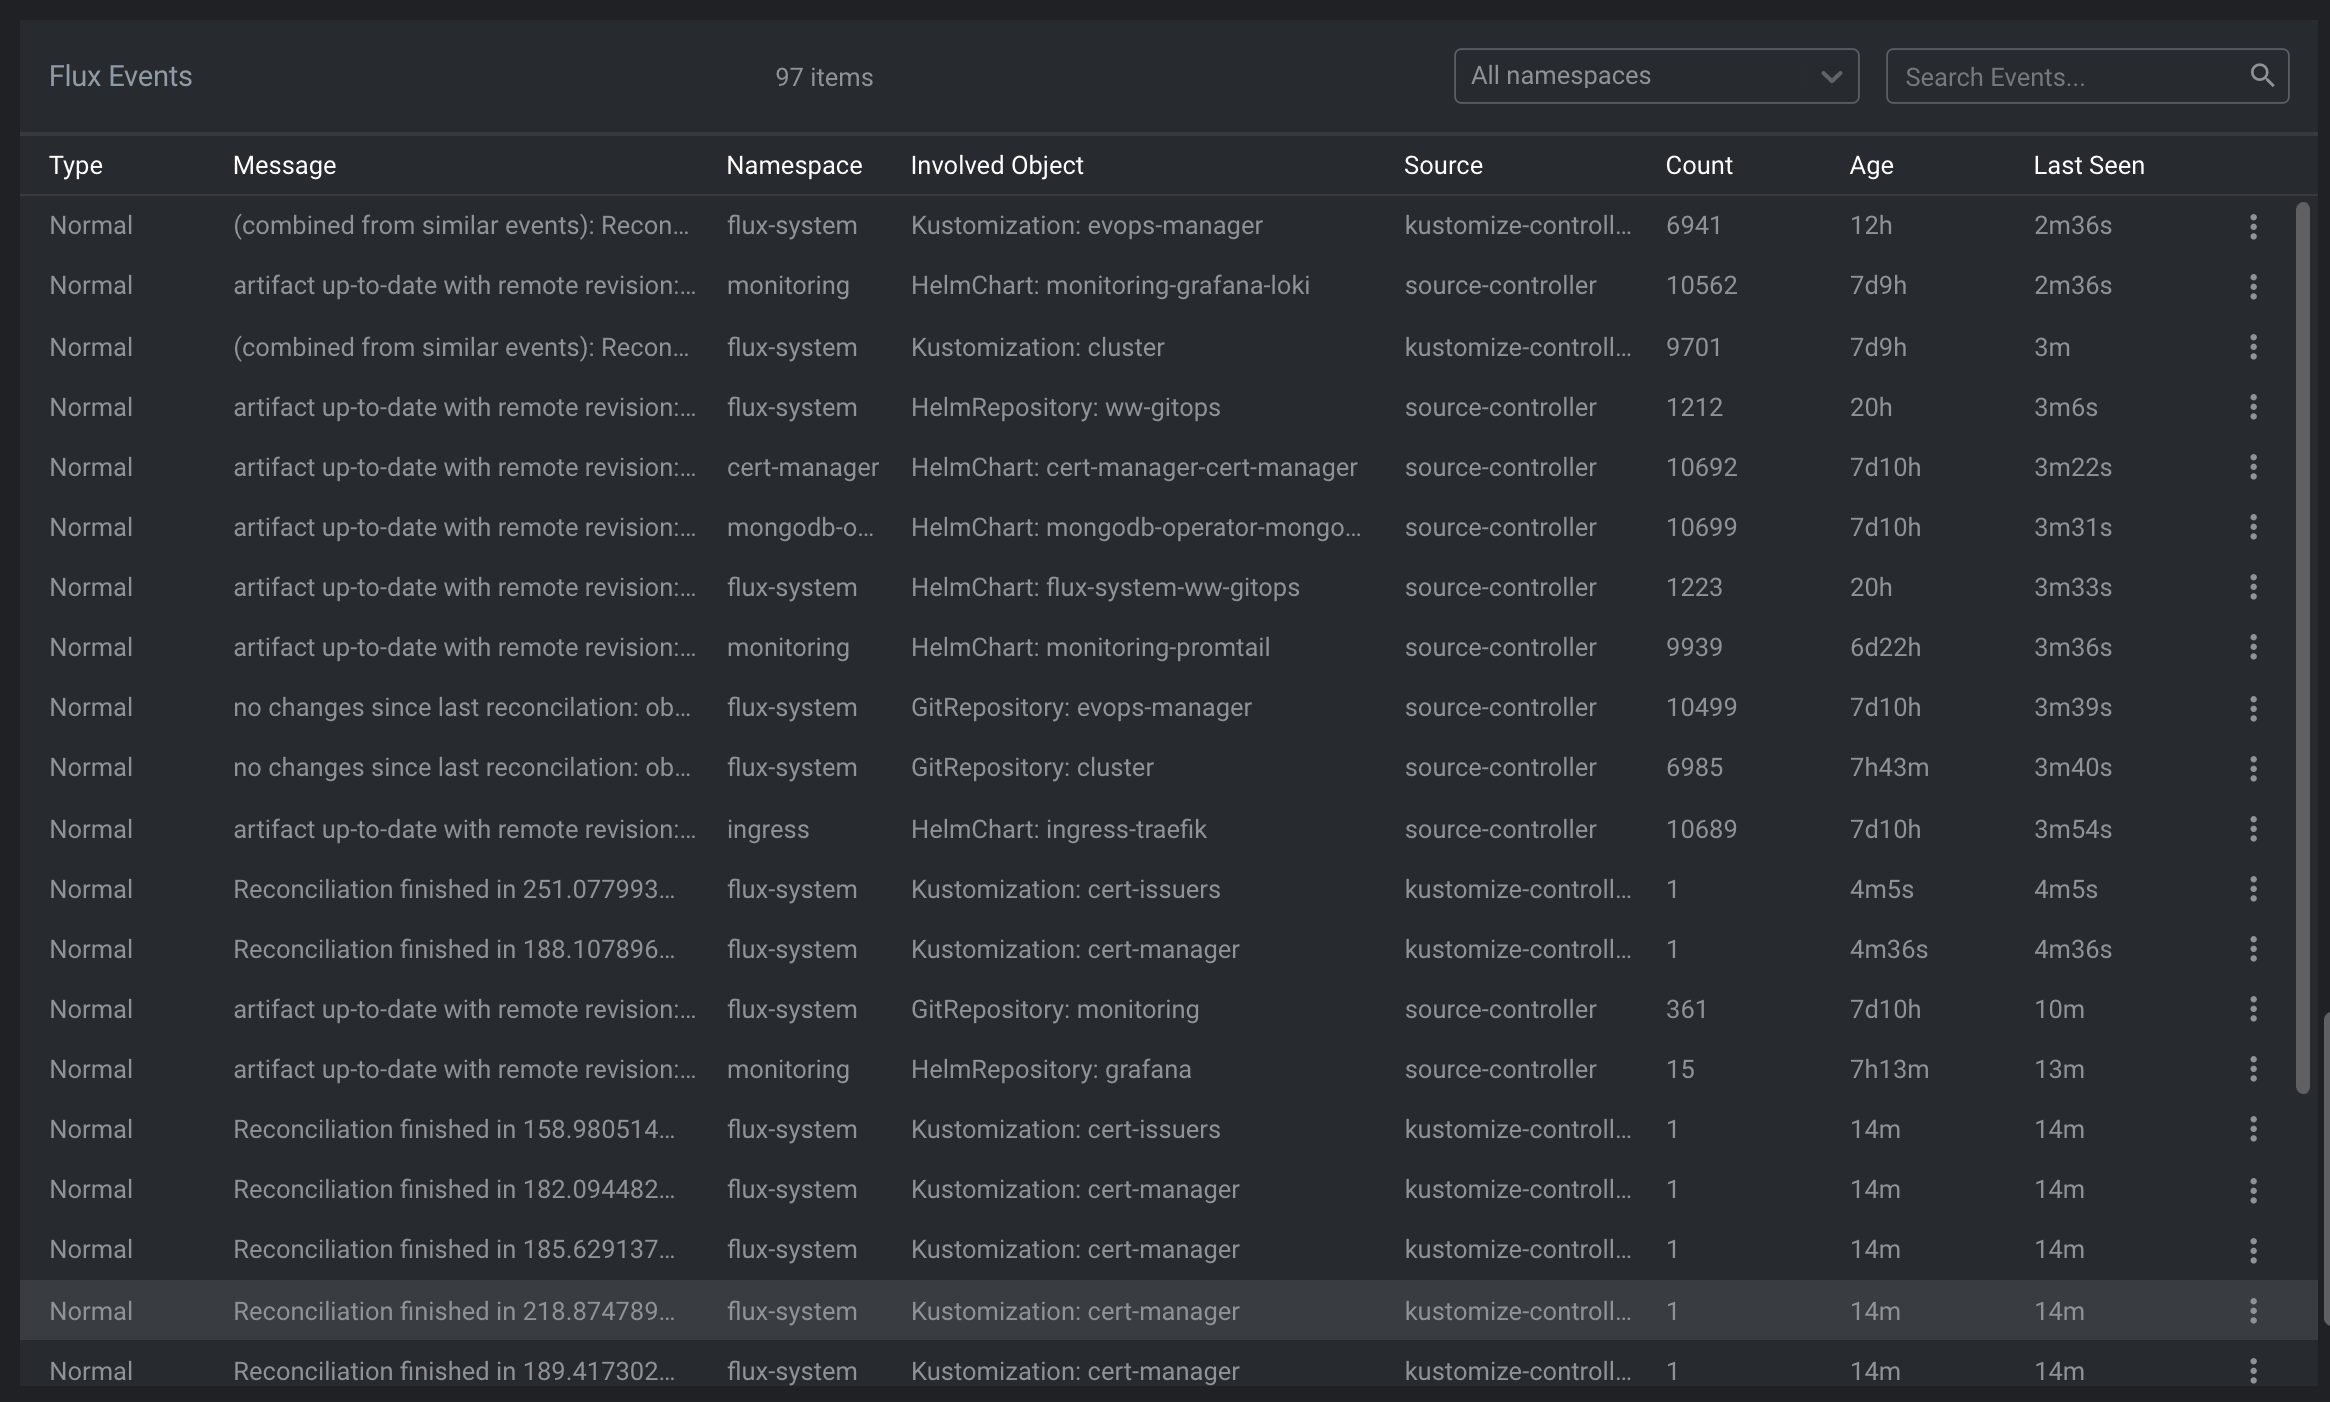 Flux Events 97 items All namespaces Search Events...
Type Message Namespace Involved Object Source Count Age Last Seen
Normal (combined from similar events): Recon... flux-system Kustomization: evops-manager kustomize-controll... 6941 12h 2m36s
Normal artifact up-to-date with remote revision:... monitoring HelmChart: monitoring-grafana-loki source-controller 10562 7d9h 2m36s
Normal (combined from similar events): Recon... flux-system Kustomization: cluster kustomize-controll... 9701 7d9h 3m
Normal artifact up-to-date with remote revision:... flux-system HelmRepository: ww-gitops source-controller 1212 20h 3m6s
Normal artifact up-to-date with remote revision:... cert-manager HelmChart: cert-manager-cert-manager source-controller 10692 7d10h 3m22s
Normal artifact up-to-date with remote revision:... mongodb-o... HelmChart: mongodb-operator-mongo... source-controller 10699 7d10h 3m31s
Normal artifact up-to-date with remote revision:... flux-system HelmChart: flux-system-ww-gitops source-controller 1223 20h 3m33s
Normal artifact up-to-date with remote revision:... monitoring HelmChart: monitoring-promtail source-controller 9939 6d22h 3m36s
Normal no changes since last reconcilation: ob... flux-system GitRepository: evops-manager source-controller 10499 7d10h 3m39s
Normal no changes since last reconcilation: ob... flux-system GitRepository: cluster source-controller 6985 7h43m 3m40s
Normal artifact up-to-date with remote revision:... ingress HelmChart: ingress-traefik source-controller 10689 7d10h 3m54s
Normal Reconciliation finished in 251.077993... flux-system Kustomization: cert-issuers kustomize-controll... 1 4m5s 4m5s
Normal Reconciliation finished in 188.107896... flux-system Kustomization: cert-manager kustomize-controll... 1 4m36s 4m36s
Normal artifact up-to-date with remote revision:... flux-system GitRepository: monitoring source-controller 361 7d10h 10m
Normal artifact up-to-date with remote revision:... monitoring HelmRepository: grafana source-controller 15 7h13m 13m
Normal Reconciliation finished in 158.980514... flux-system Kustomization: cert-issuers kustomize-controll... 1 14m 14m
Normal Reconciliation finished in 182.094482... flux-system Kustomization: cert-manager kustomize-controll... 1 14m 14m
Normal Reconciliation finished in 185.629137... flux-system Kustomization: cert-manager kustomize-controll... 1 14m 14m
Normal Reconciliation finished in 218.874789... flux-system Kustomization: cert-manager kustomize-controll... 1 14m 14m
Normal Reconciliation finished in 189.417302... flux-system Kustomization: cert-manager kustomize-controll... 1 14m 14m